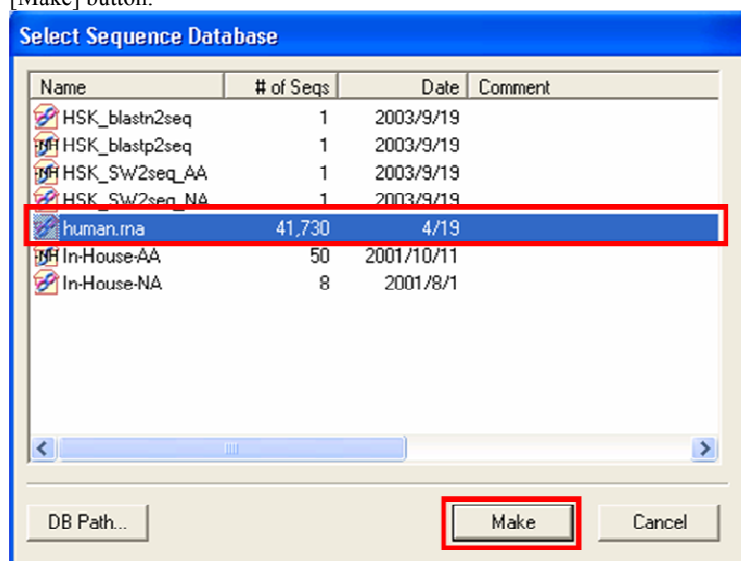 [Make] button.
Select Sequence Database
Name # of Seqs Date Comment
HSK_blastn2seq 1 2003/9/19
HSK_blastp2seq 1 2003/9/19
HSK_SW2seq_AA 1 2003/9/19
HSK_SW2seq_NA 1 2003/9/19
human.rna 41,730 4/19
In-House-AA 50 2001/10/11
In-House-NA 8 2001/8/1
DB Path... Make Cancel